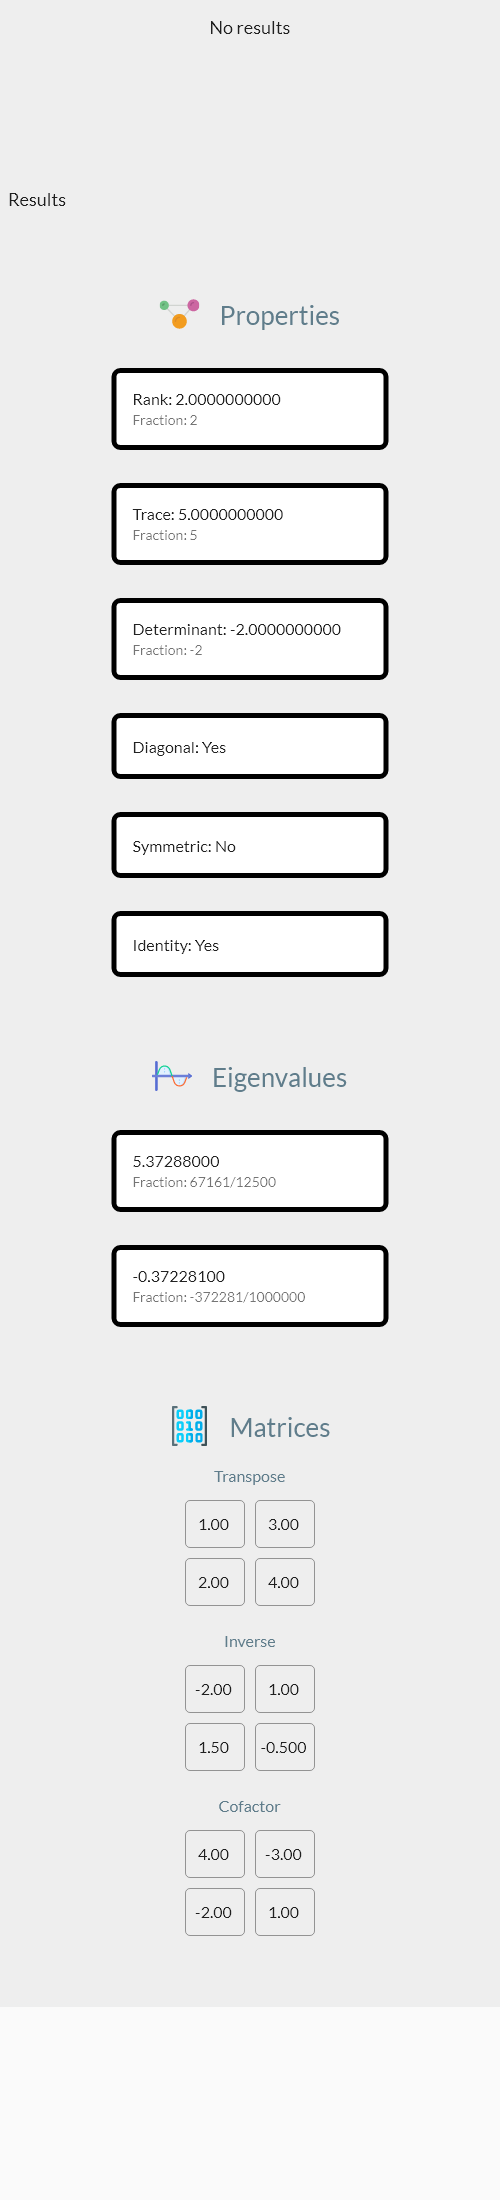 No results
Results
Properties
Rank: 2.0000000000
Fraction: 2
Trace: 5.0000000000
Fraction: 5
Determinant: -2.0000000000
Fraction: -2
Diagonal: Yes
Symmetric: No
Identity: Yes
Eigenvalues
5.37288000
Fraction: 67161/12500
-0.37228100
Fraction: -372281/1000000
000
010
000
Matrices
Transpose
1.00 3.00
2.00 4.00
Inverse
-2.00 1.00
1.50 -0.500
Cofactor
4.00 -3.00
-2.00 1.00